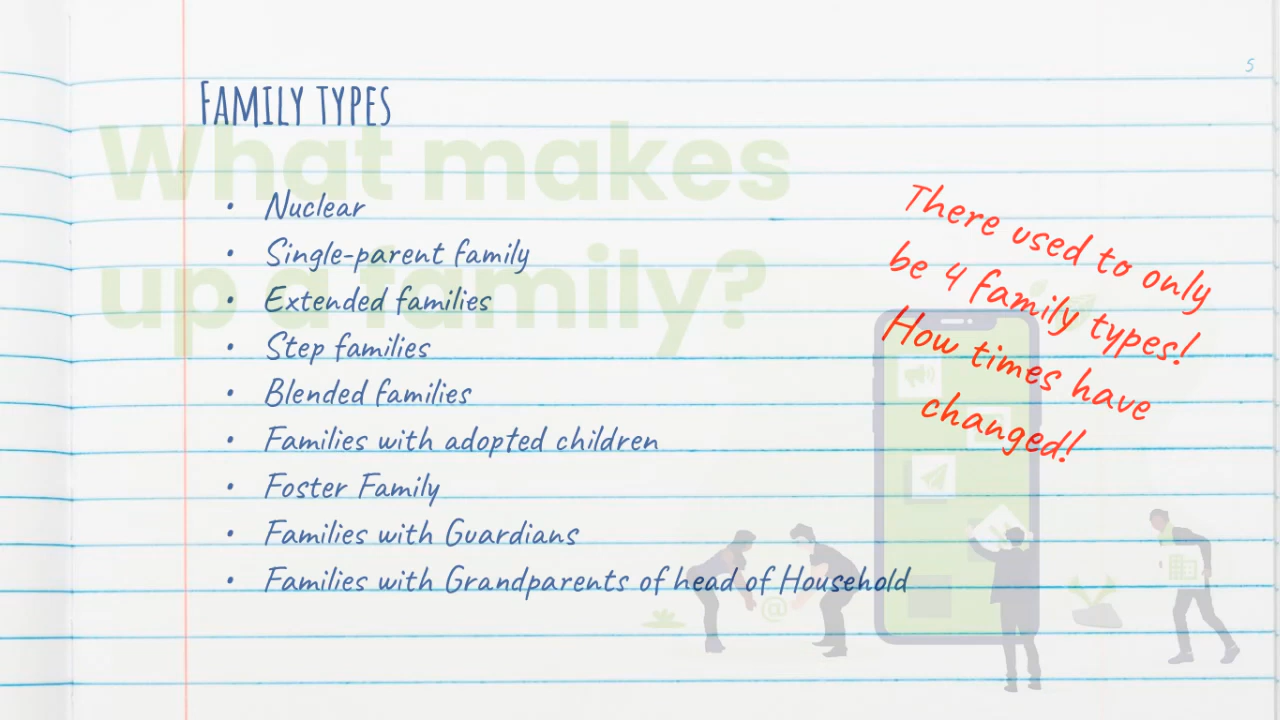 5
Family types
What makes
up a family?
• Nuclear
• Single-parent family
• Extended families
• Step families
• Blended families
• Families with adopted children
• Foster Family
• Families with Guardians
• Families with Grandparents of head of Household
There used to only
be 4 family types!
How times have
changed!
@